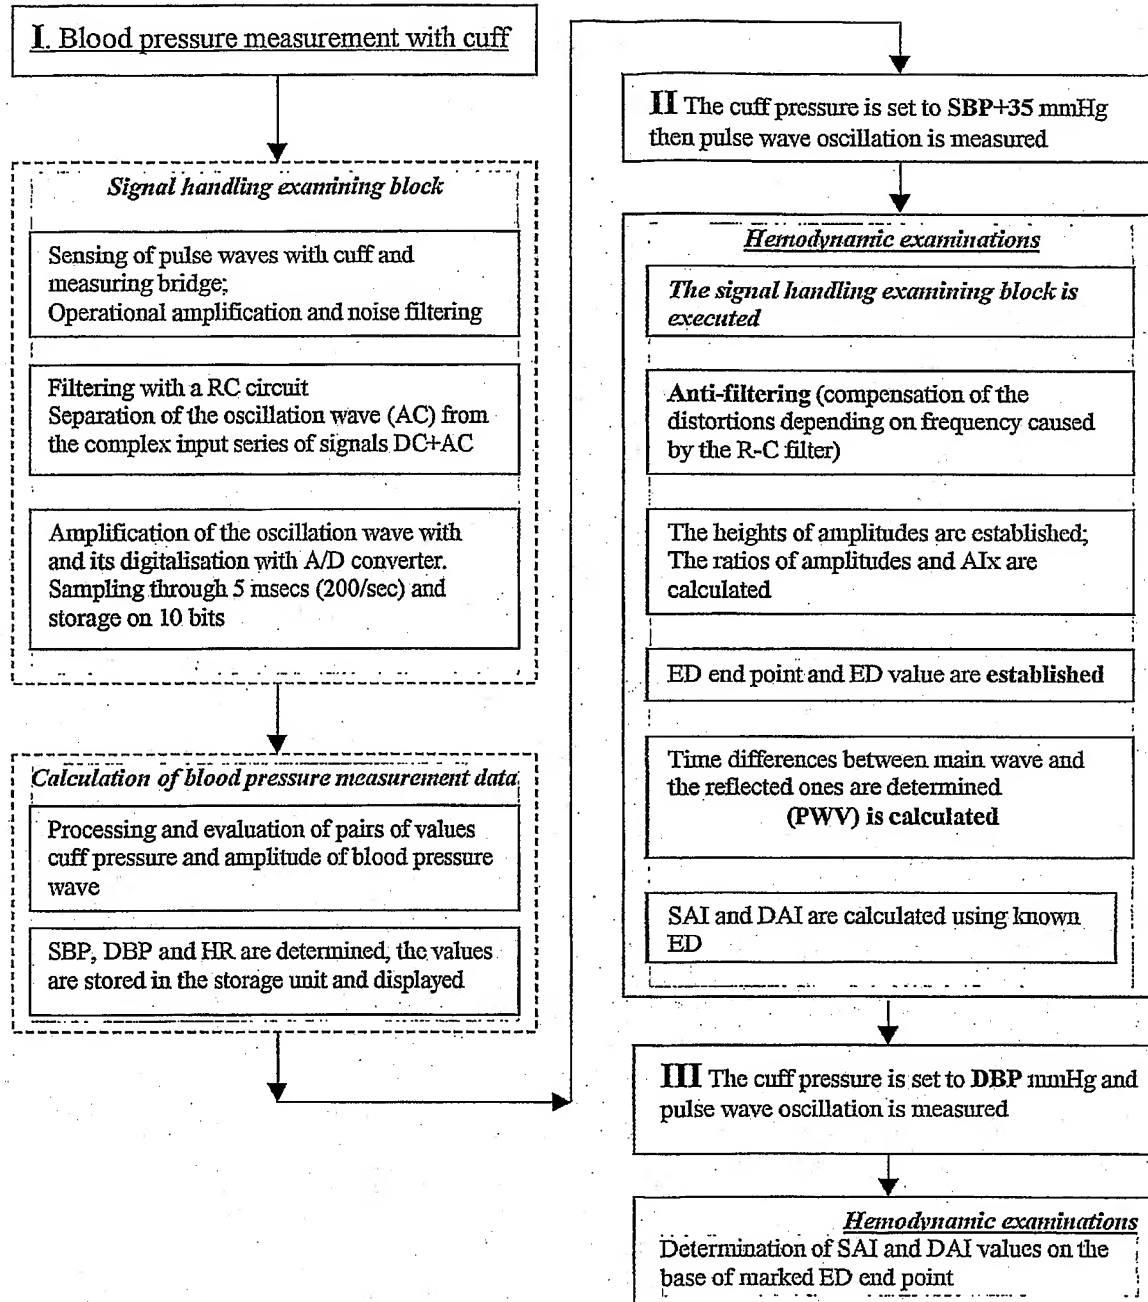 I. Blood pressure measurement with cuff
Signal handling examining block
Sensing of pulse waves with cuff and
measuring bridge;
Operational amplification and noise filtering
Filtering with a RC circuit
Separation of the oscillation wave (AC) from
the complex input series of signals DC+AC
Amplification of the oscillation wave with
and its digitalisation with A/D converter.
Sampling through 5 msecs (200/sec) and
storage on 10 bits
Calculation of blood pressure measurement data
Processing and evaluation of pairs of values
cuff pressure and amplitude of blood pressure
wave
SBP, DBP and HR are determined, the values
are stored in the storage unit and displayed
II The cuff pressure is set to SBP+35 mmHg
then pulse wave oscillation is measured
Hemodynamic examinations
The signal handling examining block is
executed
Anti-filtering (compensation of the
distortions depending on frequency caused
by the R-C filter)
The heights of amplitudes are established;
The ratios of amplitudes and AIx are
calculated
ED end point and ED value are established
Time differences between main wave and
the reflected ones are determined
(PWV) is calculated
SAI and DAI are calculated using known
ED
III The cuff pressure is set to DBP mmHg and
pulse wave oscillation is measured
Hemodynamic examinations
Determination of SAI and DAI values on the
base of marked ED end point